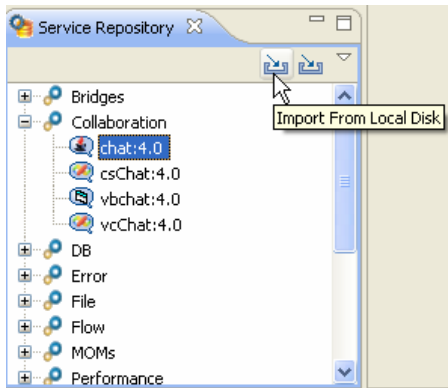 Service Repository
Import From Local Disk
Bridges
Collaboration
chat:4.0
csChat:4.0
vbchat:4.0
vcChat:4.0
DB
Error
File
Flow
MOMs
Performance